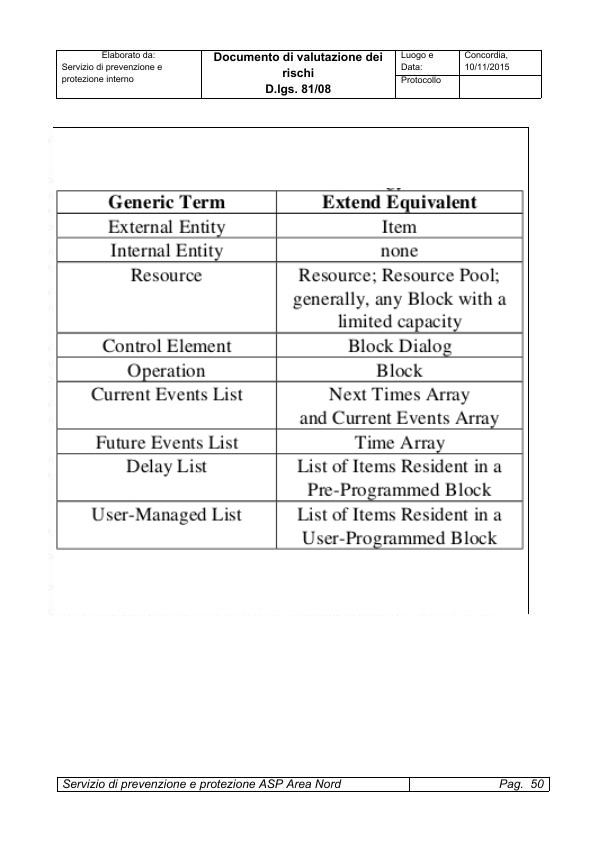 Elaborato da:
Servizio di prevenzione e
protezione interno
Documento di valutazione dei
rischi
D.lgs. 81/08
Luogo e
Data:
Concordia,
10/11/2015
Protocollo
Generic Term Extend Equivalent
External Entity Item
Internal Entity none
Resource Resource; Resource Pool;
generally, any Block with a
limited capacity
Control Element Block Dialog
Operation Block
Current Events List Next Times Array
and Current Events Array
Future Events List Time Array
Delay List List of Items Resident in a
Pre-Programmed Block
User-Managed List List of Items Resident in a
User-Programmed Block
Servizio di prevenzione e protezione ASP Area Nord Pag. 50